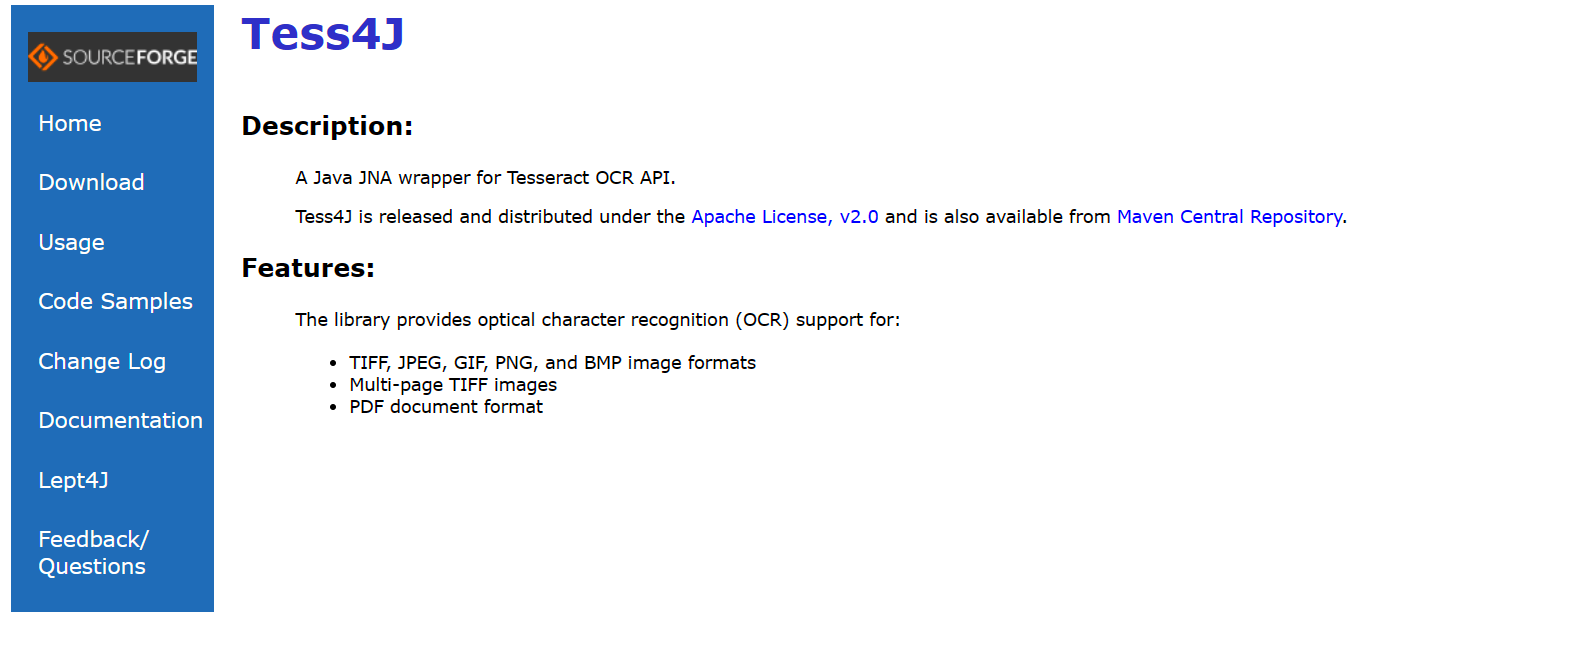 SOURCEFORGE
Home
Download
Usage
Code Samples
Change Log
Documentation
Lept4J
Feedback/
Questions
Tess4J
Description:
A Java JNA wrapper for Tesseract OCR API.
Tess4J is released and distributed under the Apache License, v2.0 and is also available from Maven Central Repository.
Features:
The library provides optical character recognition (OCR) support for:
• TIFF, JPEG, GIF, PNG, and BMP image formats
• Multi-page TIFF images
• PDF document format